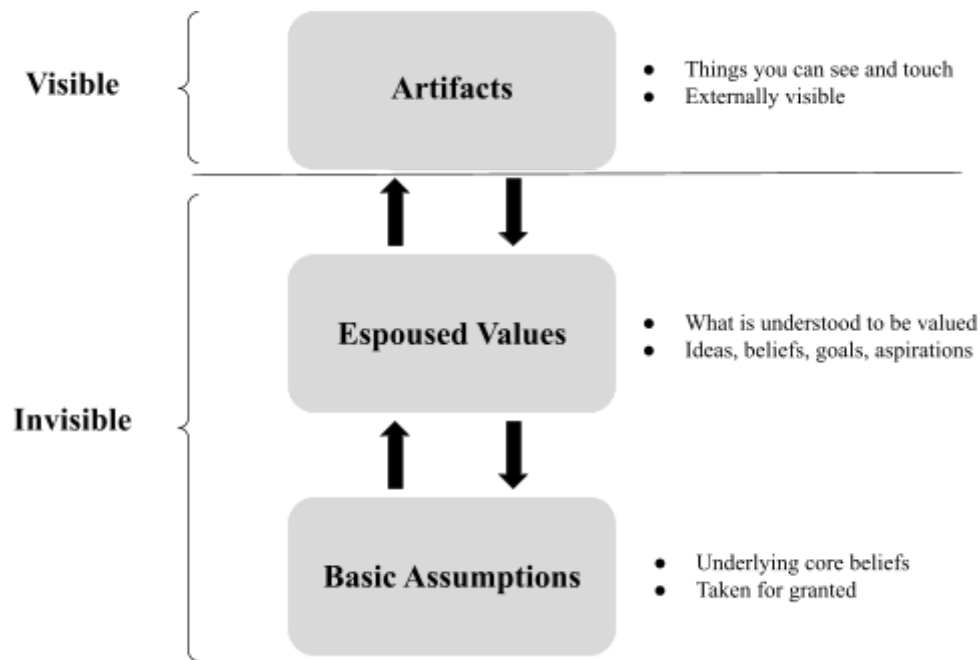 Visible
Artifacts
● Things you can see and touch
● Externally visible
Invisible
Espoused Values
● What is understood to be valued
● Ideas, beliefs, goals, aspirations
Basic Assumptions
● Underlying core beliefs
● Taken for granted